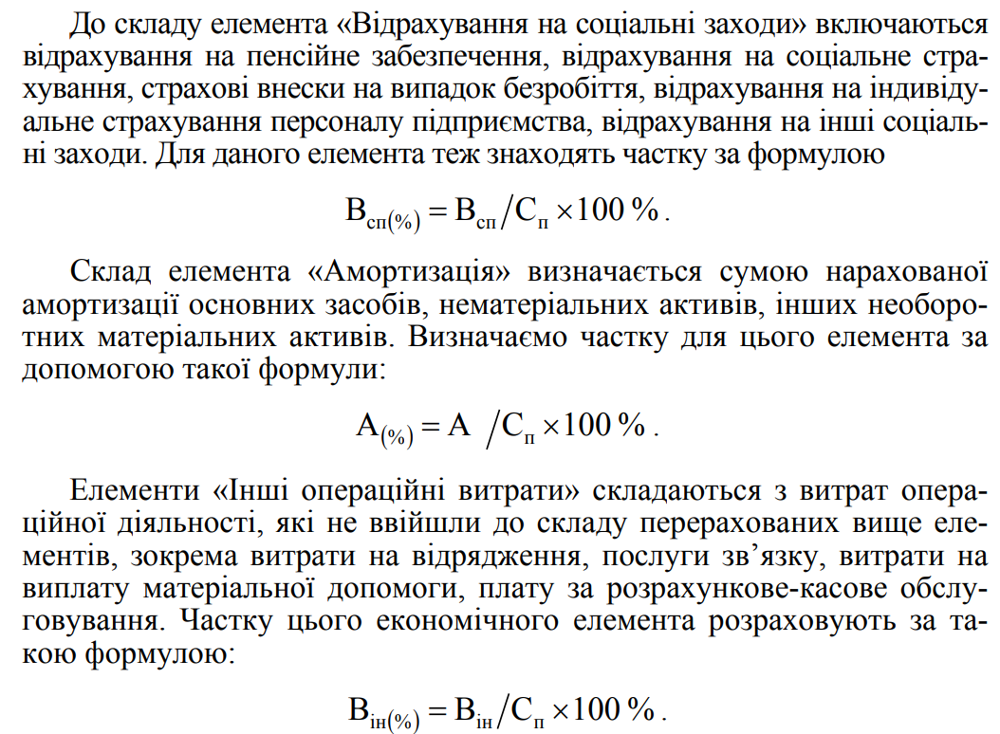 До складу елемента «Відрахування на соціальні заходи» включаються
відрахування на пенсійне забезпечення, відрахування на соціальне стра-
хування, страхові внески на випадок безробіття, відрахування на індивіду-
альне страхування персоналу підприємства, відрахування на інші соціаль-
ні заходи. Для даного елемента теж знаходять частку за формулою
Всп(%) = Всп/Сп ×100 % .
Склад елемента «Амортизація» визначається сумою нарахованої
амортизації основних засобів, нематеріальних активів, інших необоро-
тних матеріальних активів. Визначаємо частку для цього елемента за
допомогою такої формули:
А(%) = А /Сп ×100 % .
Елементи «Інші операційні витрати» складаються з витрат опера-
ційної діяльності, які не ввійшли до складу перерахованих вище еле-
ментів, зокрема витрати на відрядження, послуги зв’язку, витрати на
виплату матеріальної допомоги, плату за розрахункове-касове обслу-
говування. Частку цього економічного елемента розраховують за та-
кою формулою:
Він(%) = Він/Сп ×100 % .